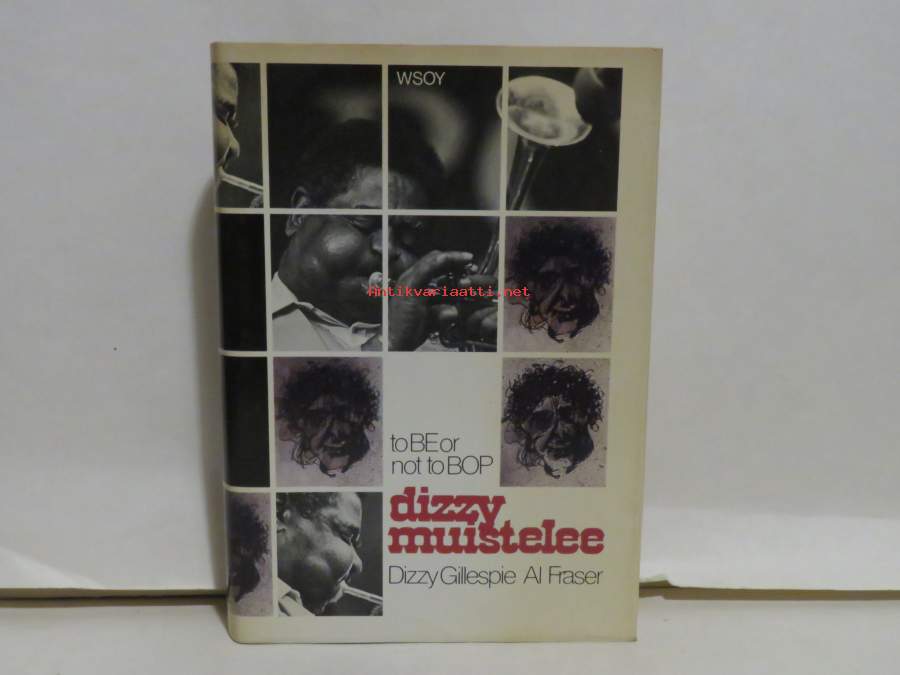 WSOY
antikvariaatti.net
to BE or
not to BOP
dizzy
muistelee
Dizzy Gillespie Al Fraser